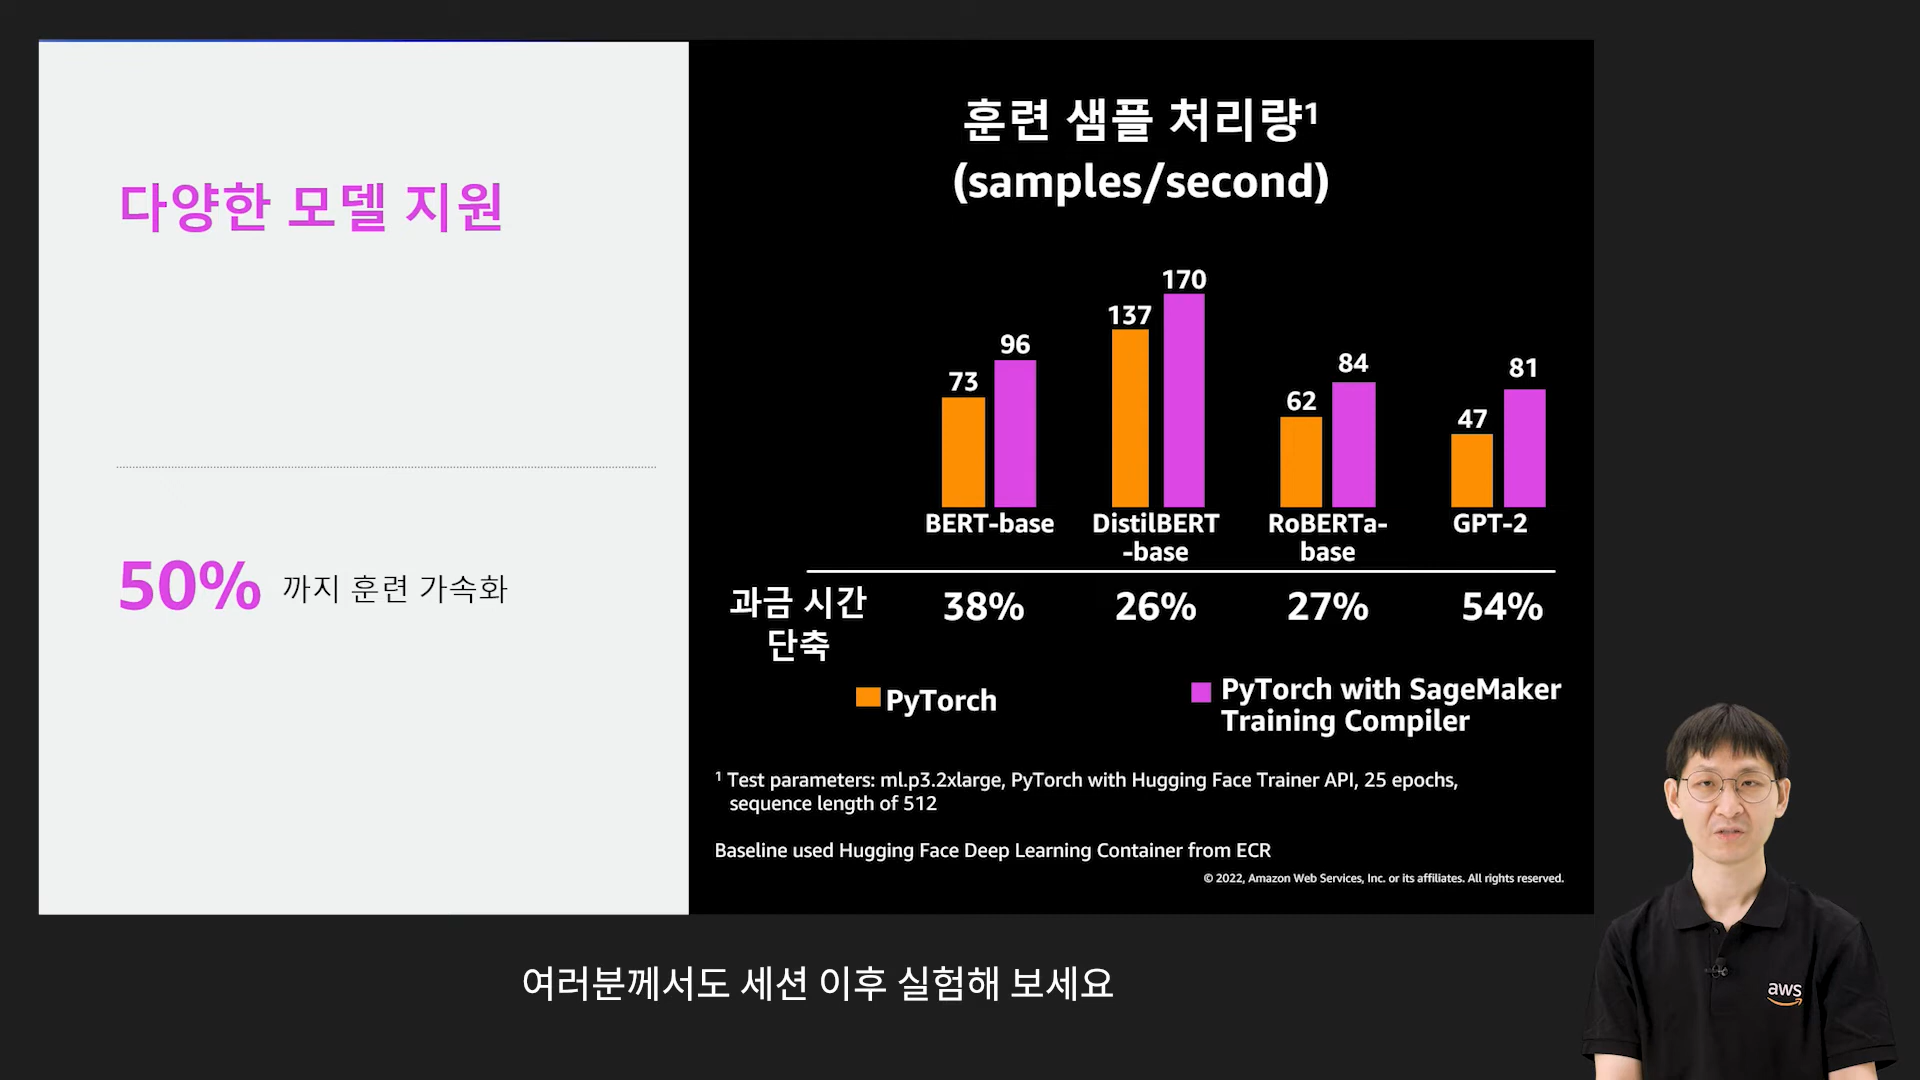 다양한 모델 지원
50% 까지 훈련 가속화
훈련 샘플 처리량¹
(samples/second)
73
96
137
170
62
84
47
81
BERT-base
DistilBERT
-base
RoBERTa-
base
GPT-2
과금 시간
단축
38%
26%
27%
54%
PyTorch
PyTorch with SageMaker
Training Compiler
¹ Test parameters: ml.p3.2xlarge, PyTorch with Hugging Face Trainer API, 25 epochs,
sequence length of 512
Baseline used Hugging Face Deep Learning Container from ECR
© 2022, Amazon Web Services, Inc. or its affiliates. All rights reserved.
aws
여러분께서도 세션 이후 실험해 보세요